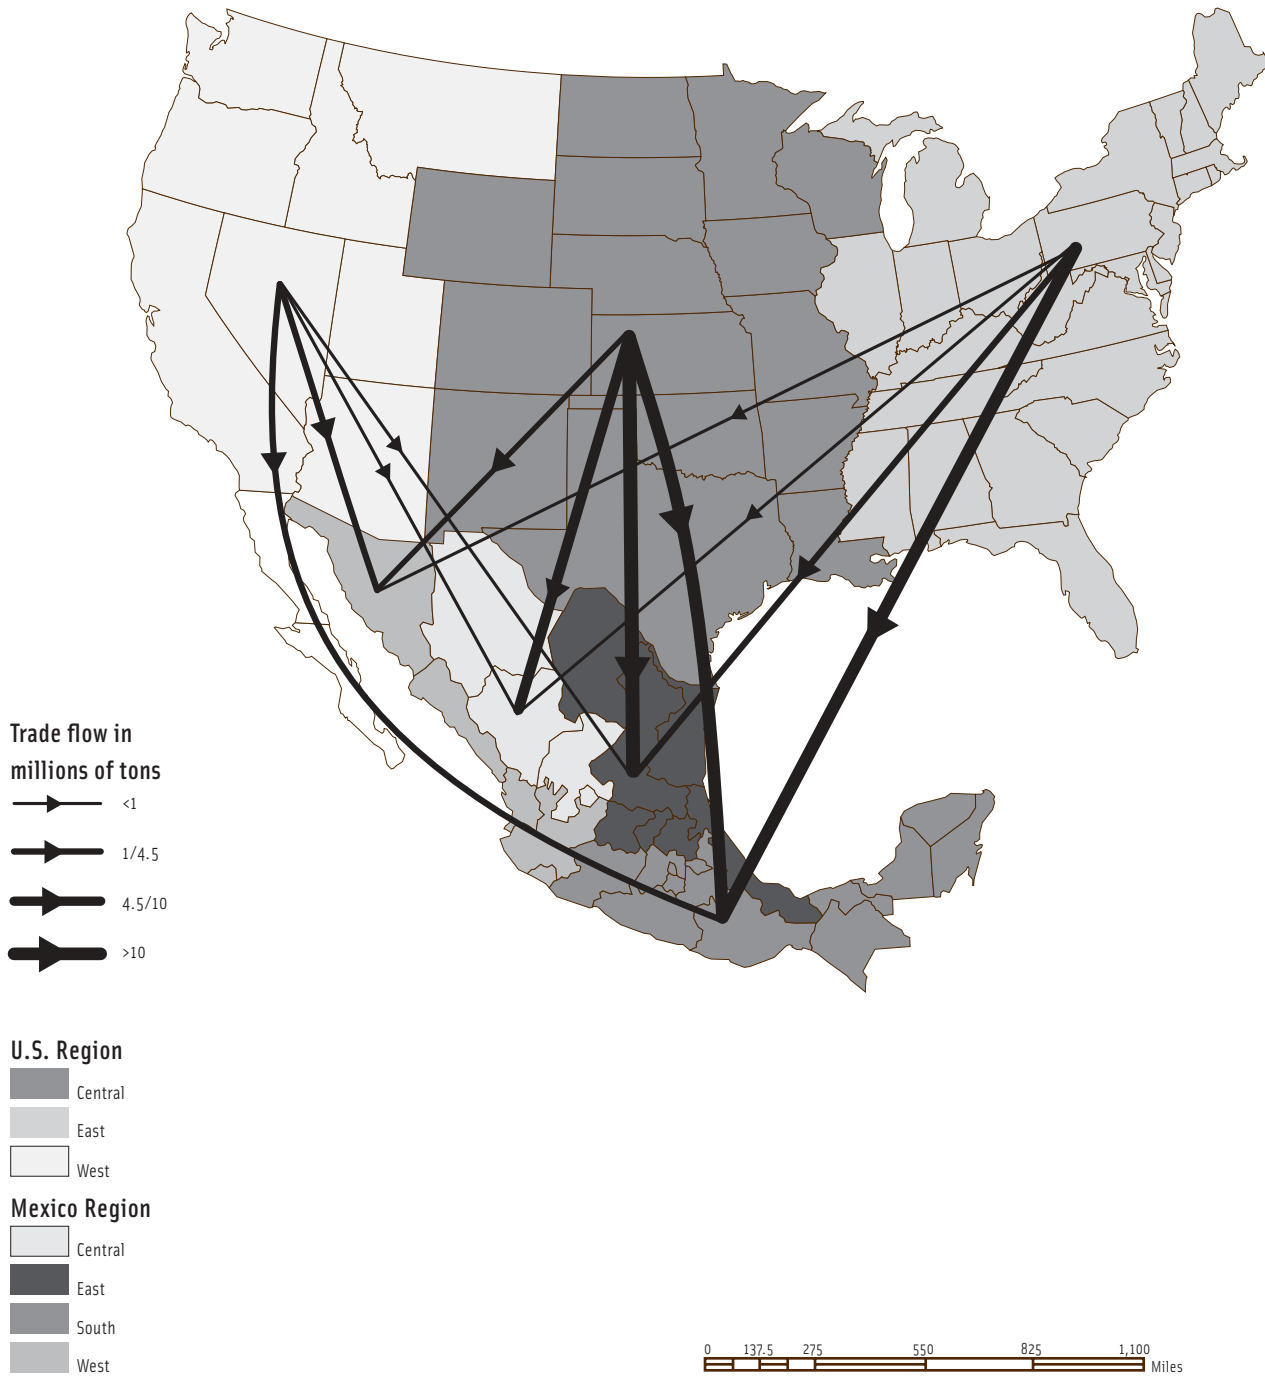 Trade flow in
millions of tons
<1
1/4.5
4.5/10
>10
U.S. Region
Central
East
West
Mexico Region
Central
East
South
West
0 137.5 275 550 825 1,100
Miles